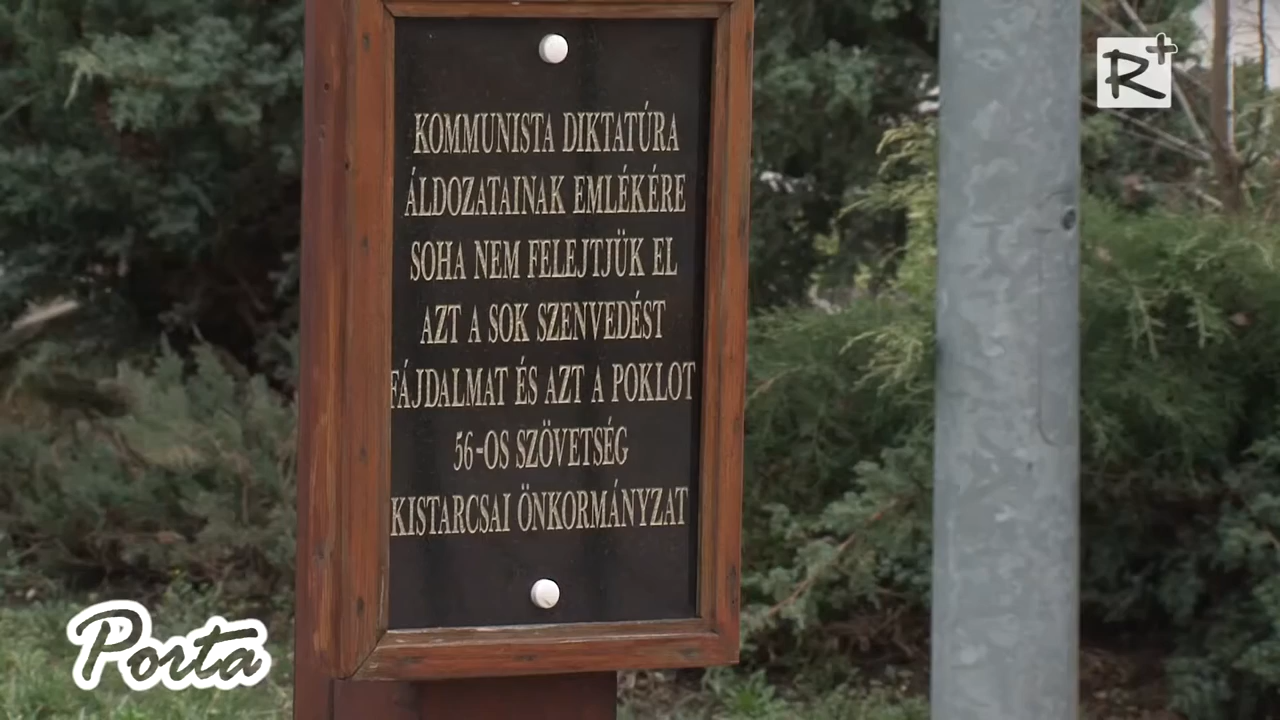 R+
KOMMUNISTA DIKTATÚRA
ÁLDOZATAINAK EMLÉKÉRE
SOHA NEM FELEJTJÜK EL
AZT A SOK SZENVEDÉST
FÁJDALMAT ÉS AZT A POKLOT
56-OS SZÖVETSÉG
KISTARCSAI ÖNKORMÁNYZAT
Porta